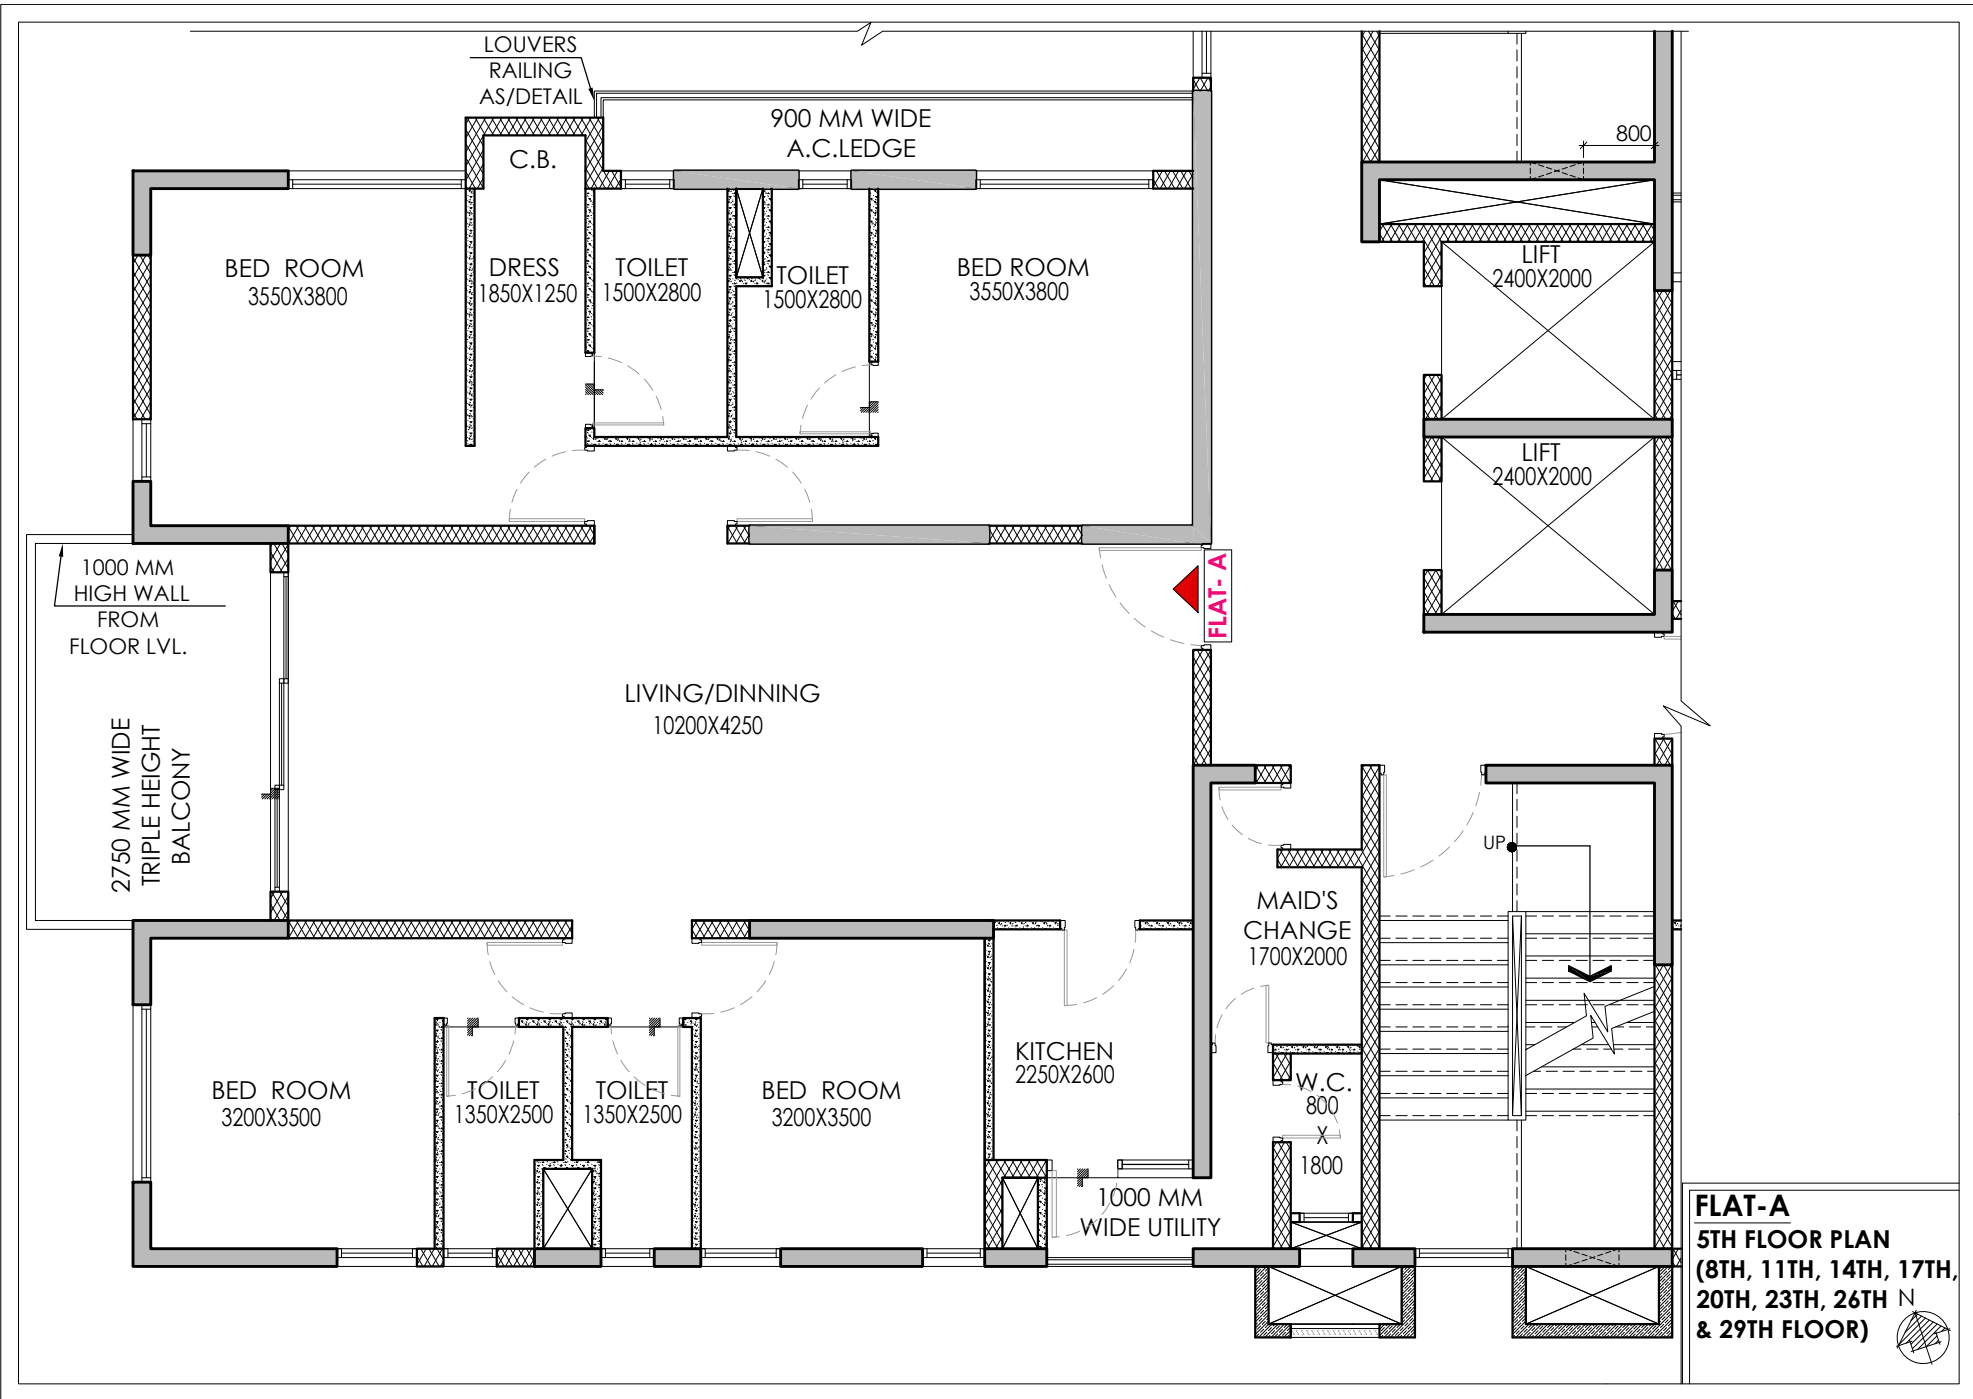 LOUVERS
RAILING
AS/DETAIL
900 MM WIDE
A.C.LEDGE
800
C.B.
BED ROOM
3550X3800
DRESS
1850X1250
TOILET
1500X2800
TOILET
1500X2800
BED ROOM
3550X3800
LIFT
2400X2000
LIFT
2400X2000
1000 MM
HIGH WALL
FROM
FLOOR LVL.
FLAT- A
LIVING/DINNING
10200X4250
2750 MM WIDE
TRIPLE HEIGHT
BALCONY
UP
MAID'S
CHANGE
1700X2000
BED ROOM
3200X3500
TOILET
1350X2500
TOILET
1350X2500
BED ROOM
3200X3500
KITCHEN
2250X2600
W.C.
800
X
1800
1000 MM
WIDE UTILITY
FLAT-A
5TH FLOOR PLAN
(8TH, 11TH, 14TH, 17TH,
20TH, 23TH, 26TH
& 29TH FLOOR)
N